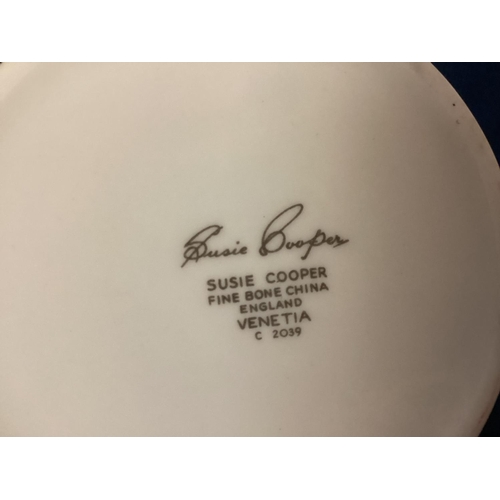 Susie Cooper
SUSIE COOPER
FINE BONE CHINA
ENGLAND
VENETIA
C 2039